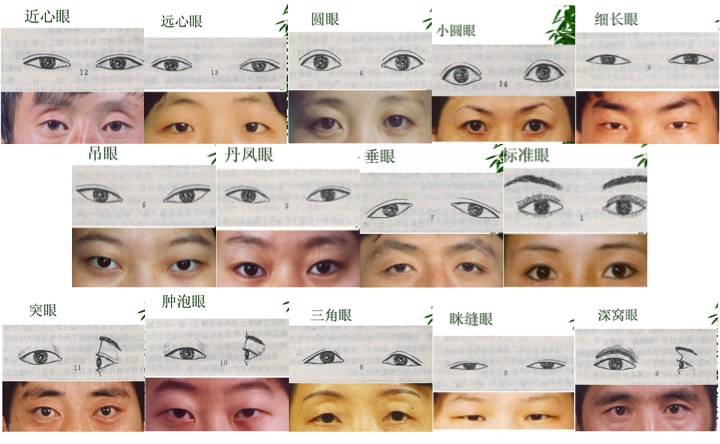 近心眼
远心眼
圆眼
小圆眼
细长眼
12
13
4
14
3
吊眼
丹凤眼
垂眼
标准眼
6
2
7
1
突眼
肿泡眼
三角眼
眯缝眼
深窝眼
11
10
8
5
9